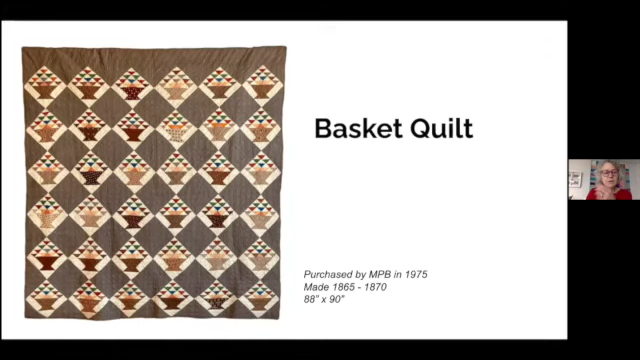 Basket Quilt
Purchased by MPB in 1975
Made 1865 - 1870
88" x 90"